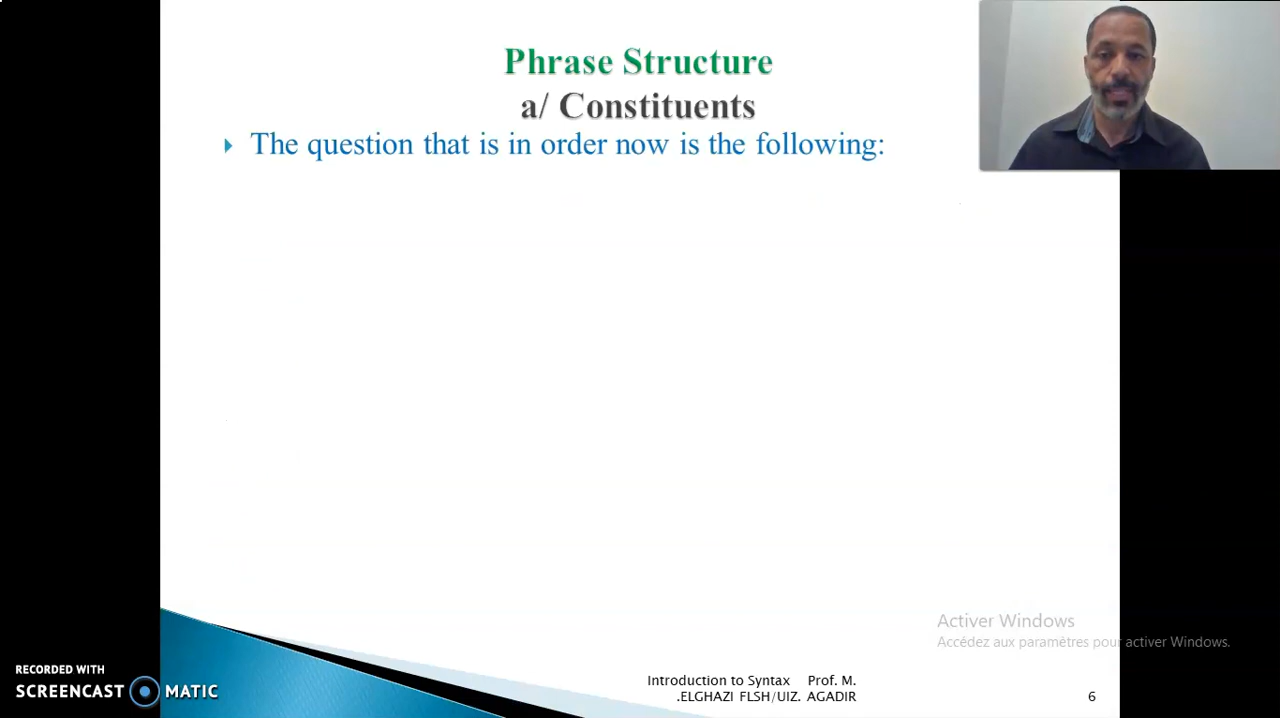 Phrase Structure
a/ Constituents
The question that is in order now is the following:
Activer Windows
Accédez aux paramètres pour activer Windows.
RECORDED WITH
SCREENCAST MATIC
Introduction to Syntax Prof. M.
.ELGHAZI FLSH/UIZ. AGADIR
6